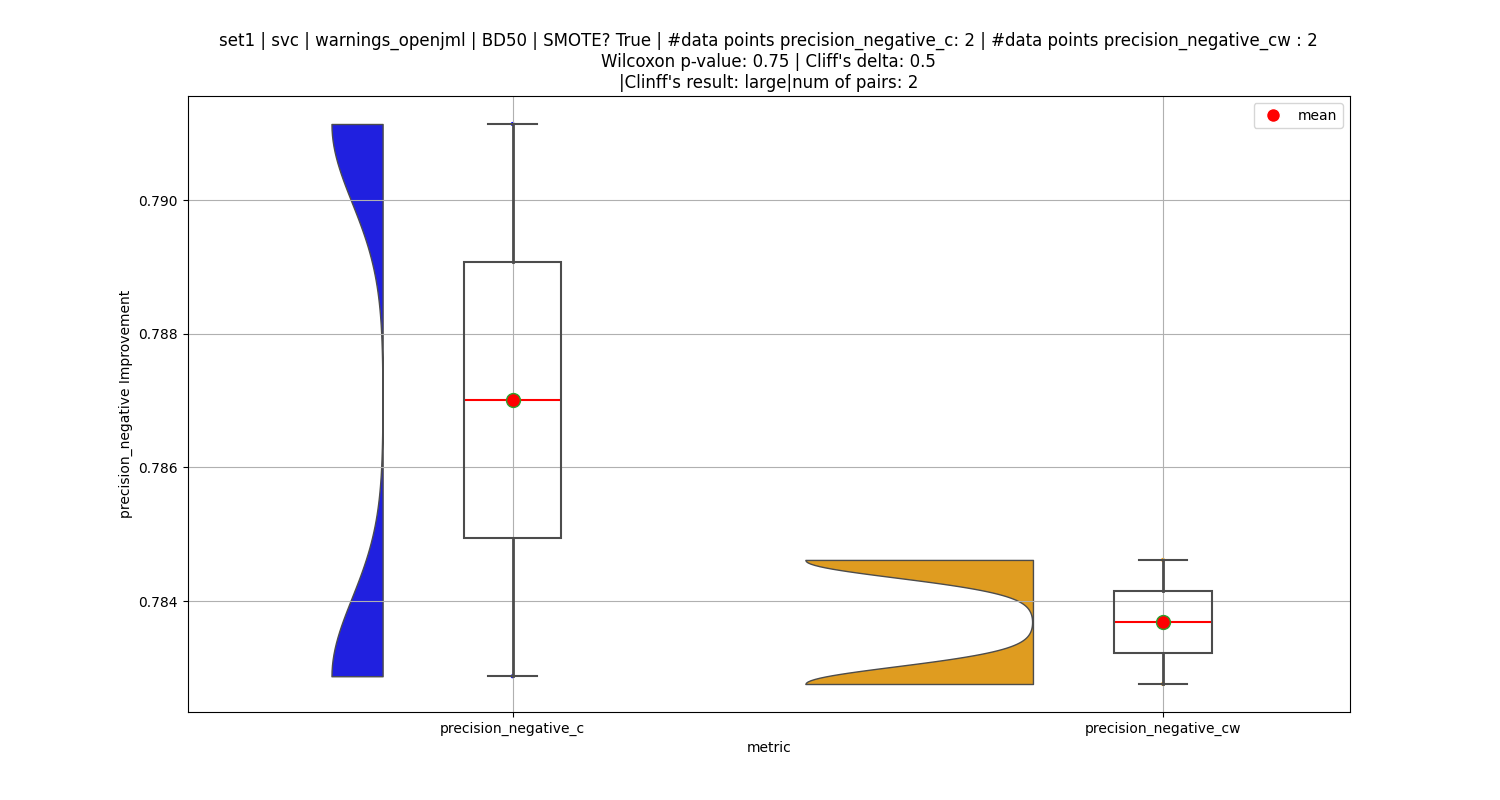 set1 | svc | warnings_openjml | BD50 | SMOTE? True | #data points precision_negative_c: 2 | #data points precision_negative_cw : 2
Wilcoxon p-value: 0.75 | Cliff's delta: 0.5
|Clinff's result: large|num of pairs: 2
mean
0.790
0.788
0.786
0.784
precision_negative Improvement
precision_negative_c
precision_negative_cw
metric